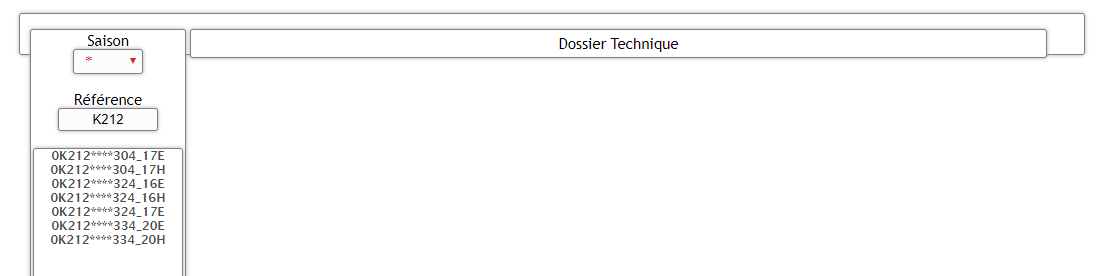 Saison
*
Dossier Technique
Référence
K212
0K212****304_17E
0K212****304_17H
0K212****324_16E
0K212****324_16H
0K212****324_17E
0K212****334_20E
0K212****334_20H